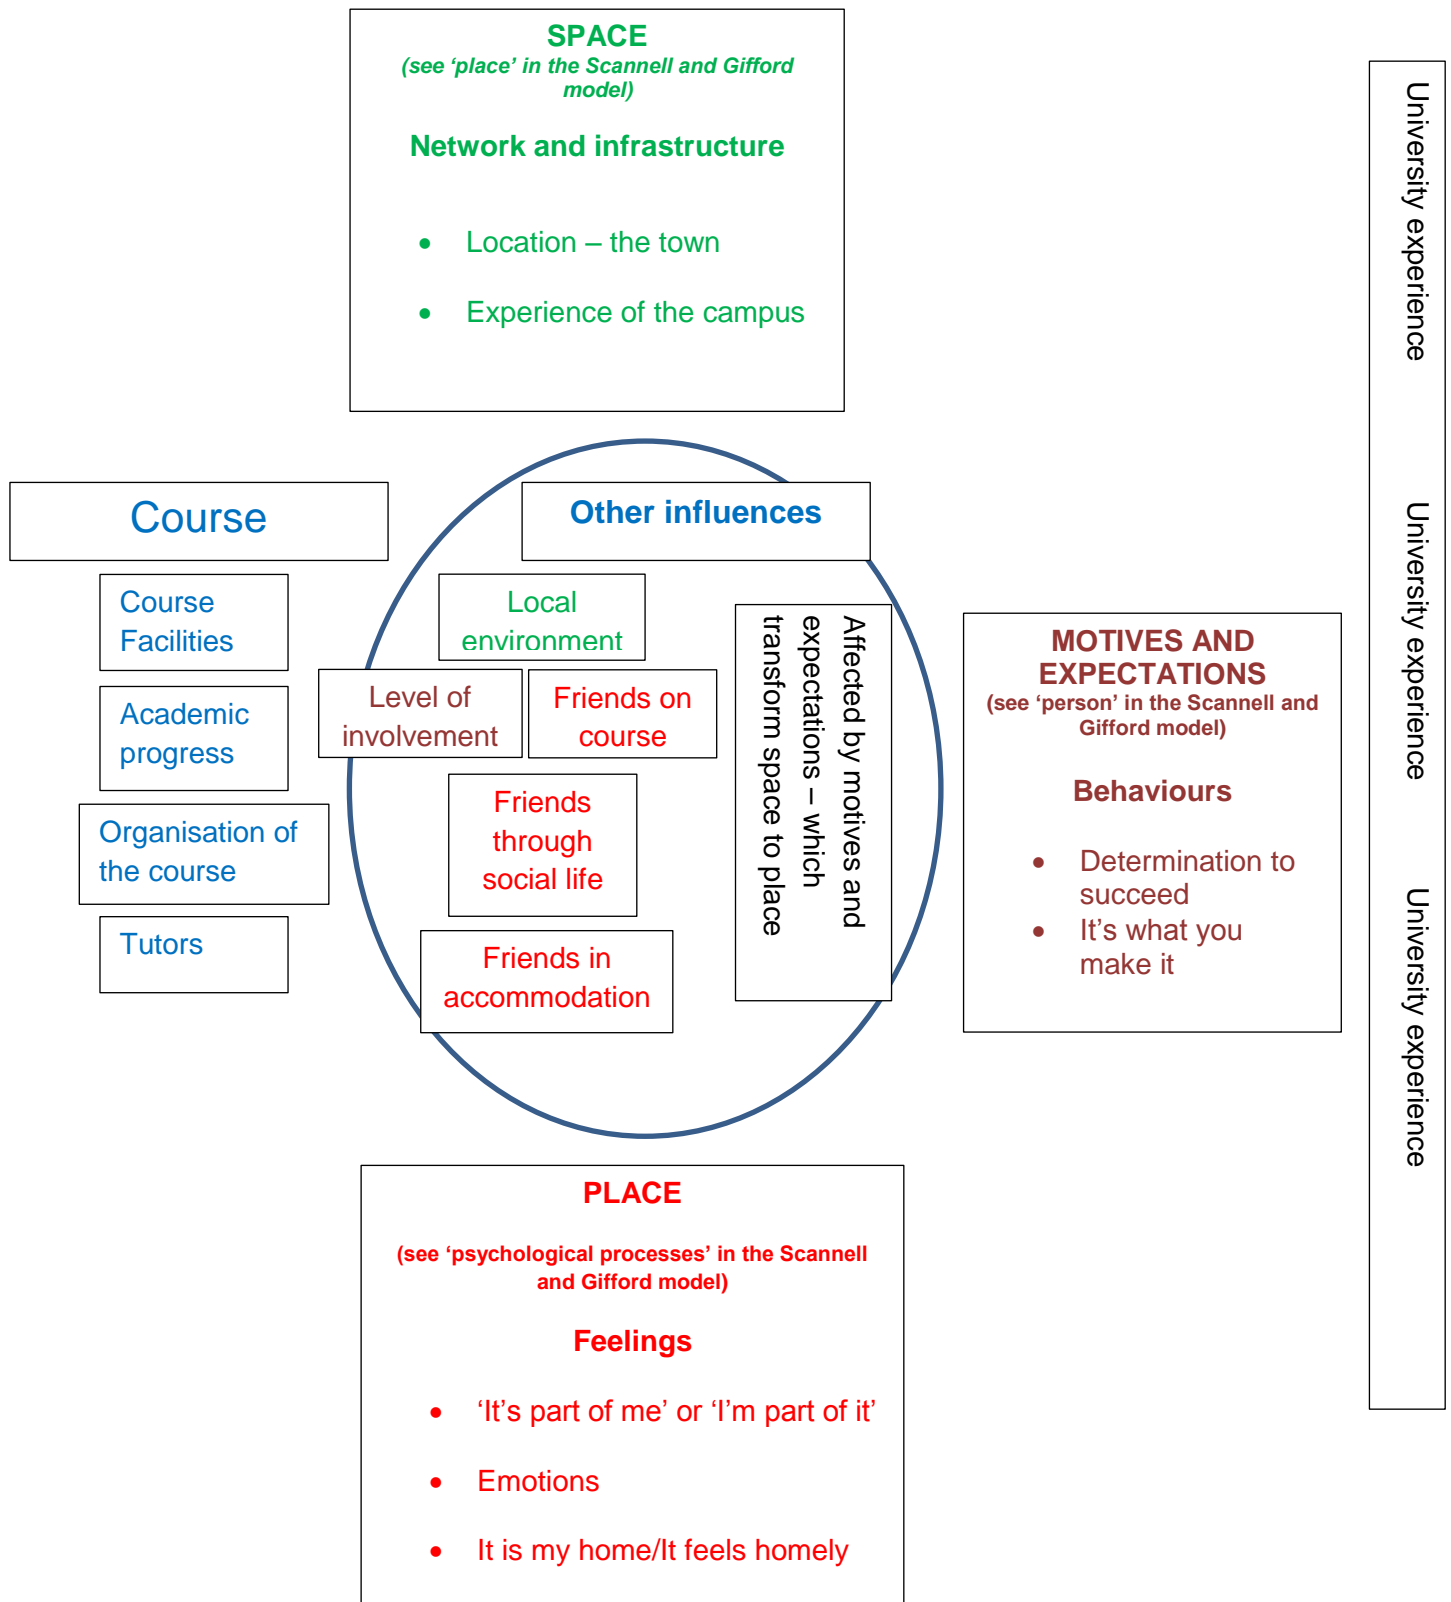 SPACE
(see ‘place’ in the Scannell and Gifford
model)
Network and infrastructure
• Location – the town
• Experience of the campus
Course
Course
Facilities
Academic
progress
Organisation of
the course
Tutors
Other influences
Local
environment
Level of
involvement
Friends on
course
Friends
through
social life
Friends in
accommodation
Affected by motives and
expectations – which
transform space to place
MOTIVES AND
EXPECTATIONS
(see ‘person’ in the Scannell and
Gifford model)
Behaviours
• Determination to
succeed
• It’s what you
make it
University experience
University experience
University experience
PLACE
(see ‘psychological processes’ in the Scannell
and Gifford model)
Feelings
• ‘It’s part of me’ or ‘I’m part of it’
• Emotions
• It is my home/It feels homely